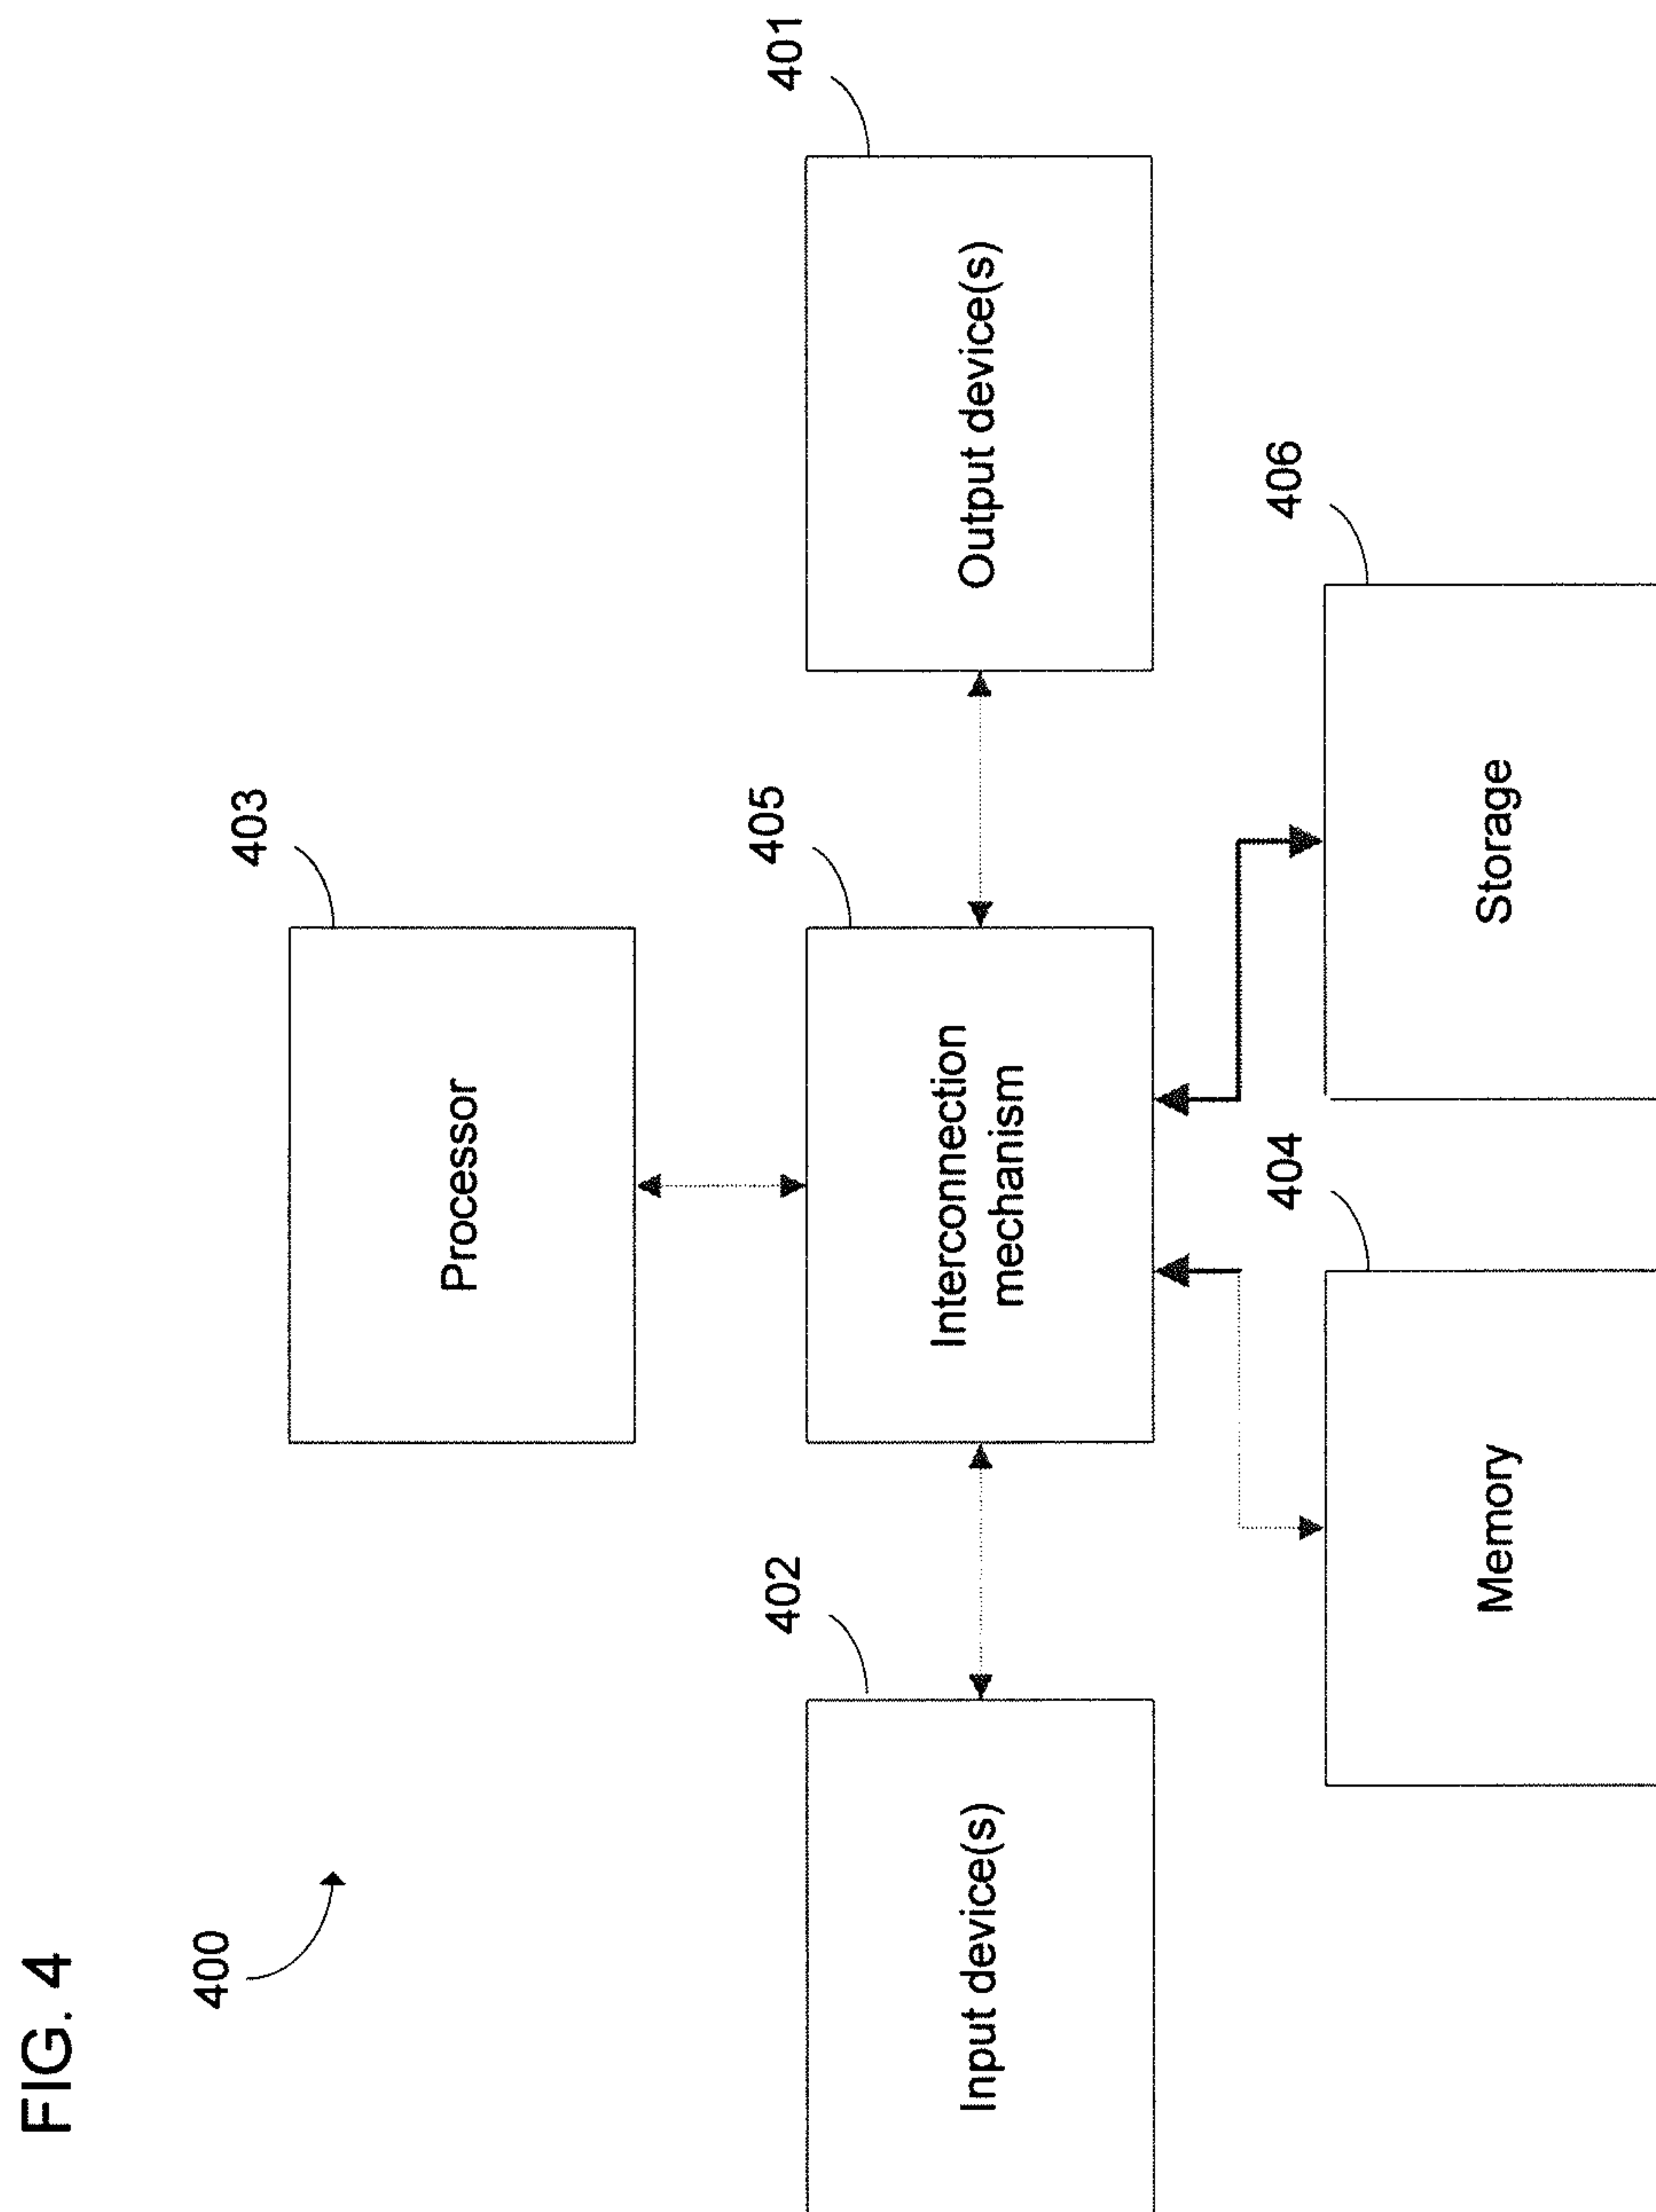 FIG. 4
400
403
Processor
402
405
401
Input device(s)
Interconnection
mechanism
Output device(s)
404
406
Memory
Storage